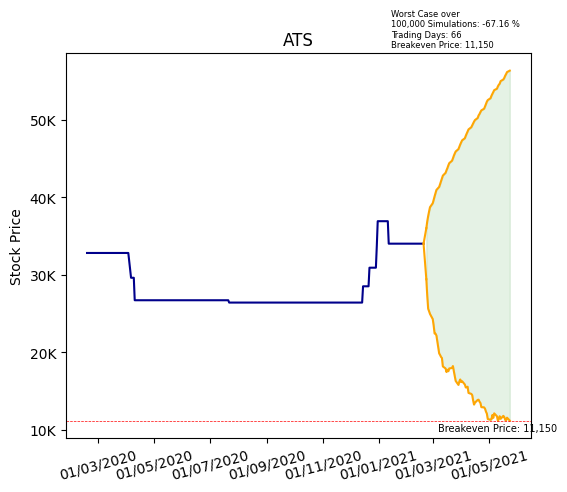 Worst Case over
100,000 Simulations: -67.16 %
Trading Days: 66
Breakeven Price: 11,150
ATS
Stock Price
50K
40K
30K
20K
10K
Breakeven Price: 11,150
01/03/2020
01/05/2020
01/07/2020
01/09/2020
01/11/2020
01/01/2021
01/03/2021
01/05/2021